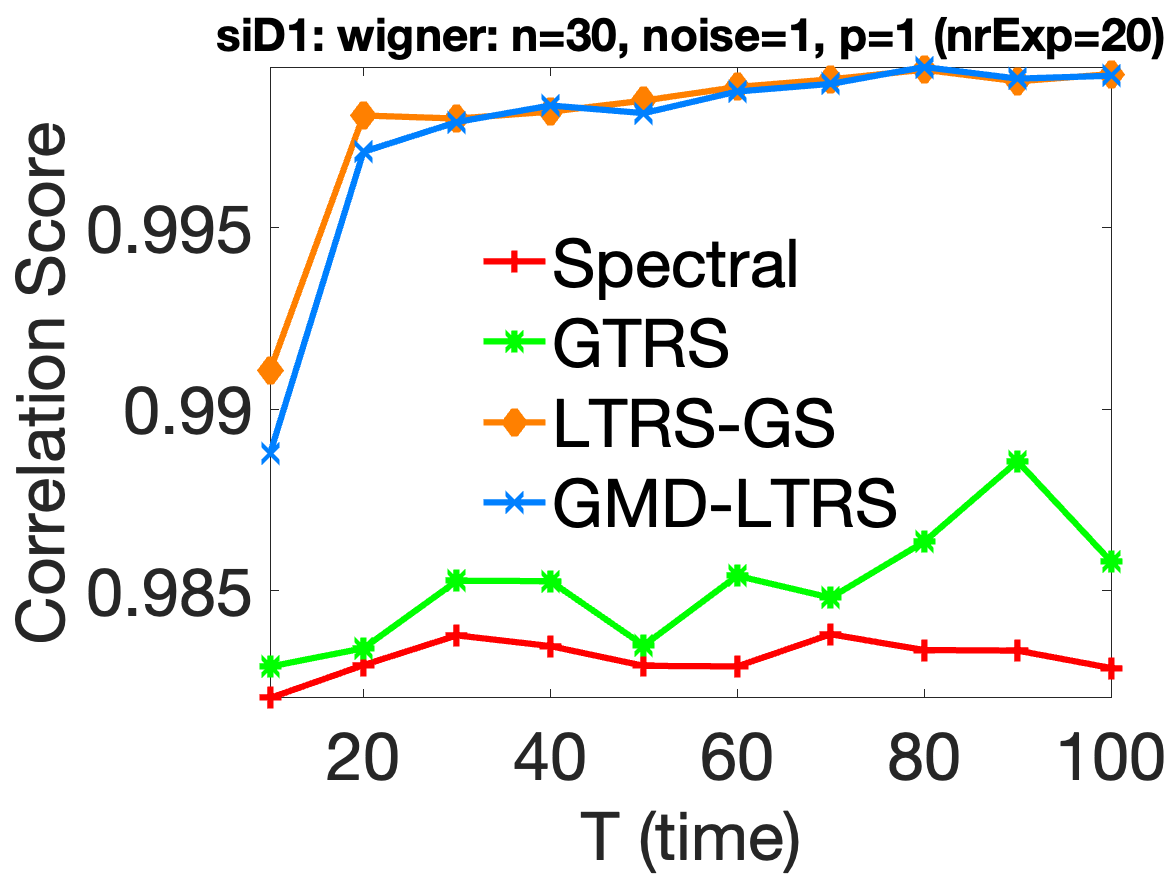 siD1: wigner: n=30, noise=1, p=1 (nrExp=20)
Correlation Score
0.995
0.99
0.985
Spectral
GTRS
LTRS-GS
GMD-LTRS
20 40 60 80 100
T (time)